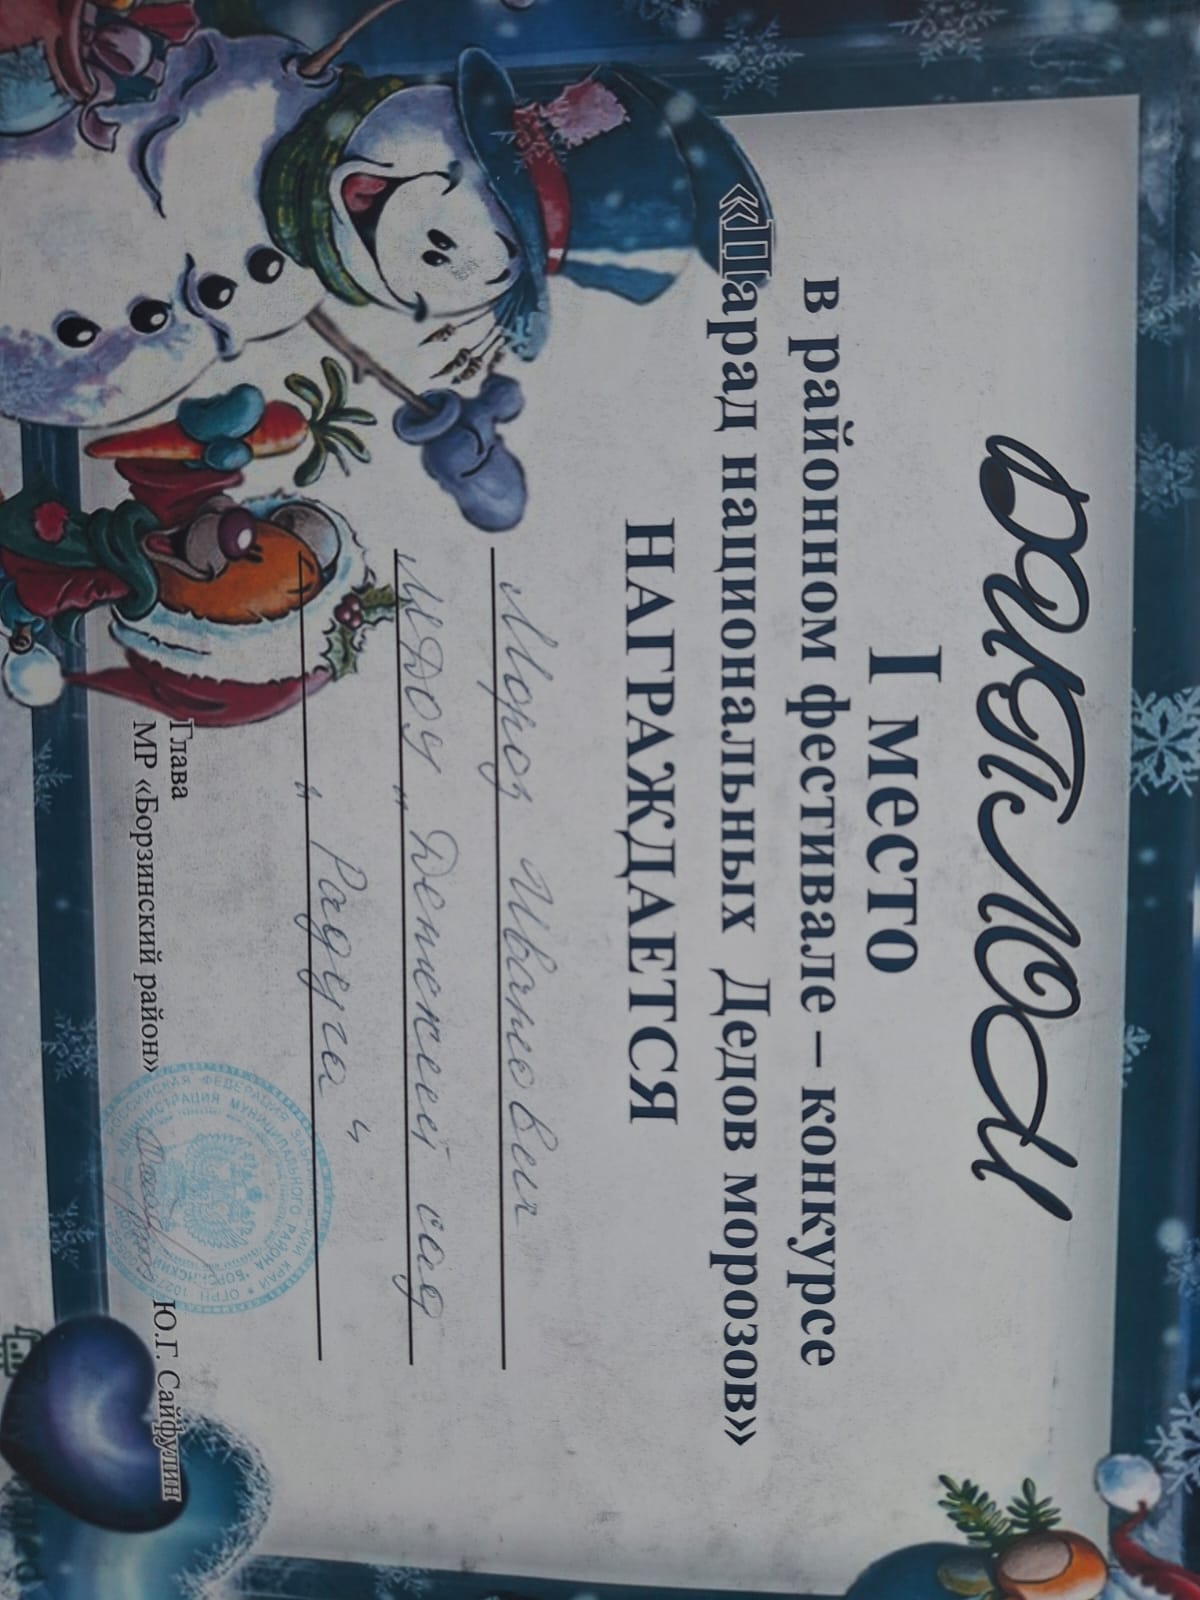 ДИПЛОМ
I место
в районном фестивале – конкурсе
«Парад национальных Дедов морозов»
НАГРАЖДАЕТСЯ
Мороз Иванович
МДОУ Детский сад
" Радуга "
Глава
МР «Борзинский район» Ю.Г. Сайфулин